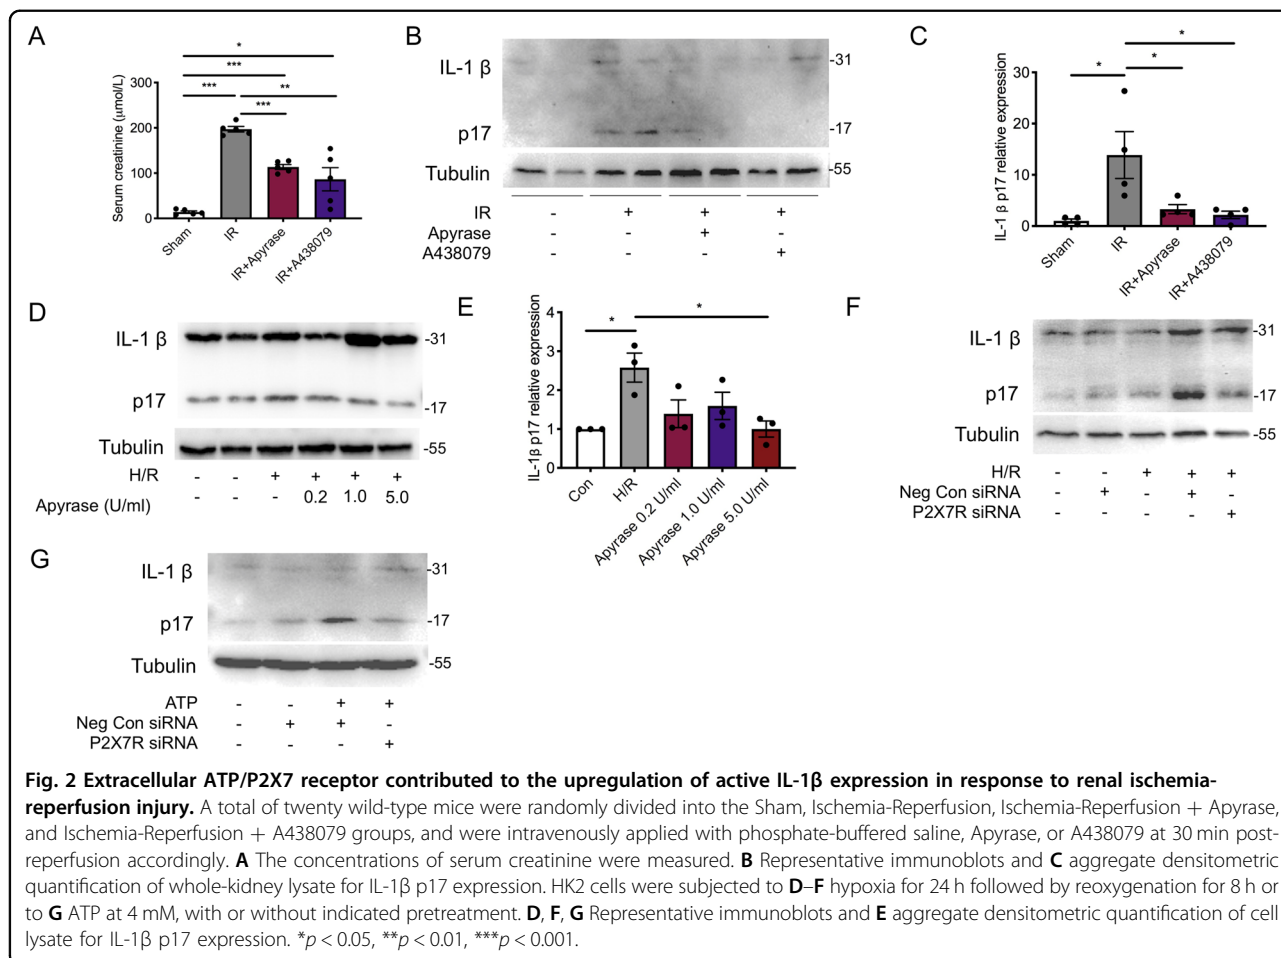 A
Serum creatinine (μmol/L)
300
200
100
0
*
***
***
**
***
Sham
IR
IR+Apyrase
IR+A438079
B
IL-1 β
p17
Tubulin
-31
-17
-55
IR - + + +
Apyrase - - + -
A438079 - - - +
C
IL-1 β p17 relative expression
30
20
10
0
*
*
*
Sham
IR
IR+Apyrase
IR+A438079
D
IL-1 β
p17
Tubulin
-31
-17
-55
H/R - - + + + +
Apyrase (U/ml) - - - 0.2 1.0 5.0
E
IL-1β p17 relative expression
4
3
2
1
0
*
*
Con
H/R
Apyrase 0.2 U/ml
Apyrase 1.0 U/ml
Apyrase 5.0 U/ml
F
IL-1 β
p17
Tubulin
-31
-17
-55
H/R - - + + +
Neg Con siRNA - + - + -
P2X7R siRNA - - - - +
G
IL-1 β
p17
Tubulin
-31
-17
-55
ATP - - + +
Neg Con siRNA - + + -
P2X7R siRNA - - - +
Fig. 2 Extracellular ATP/P2X7 receptor contributed to the upregulation of active IL-1β expression in response to renal ischemia-
reperfusion injury. A total of twenty wild-type mice were randomly divided into the Sham, Ischemia-Reperfusion, Ischemia-Reperfusion + Apyrase,
and Ischemia-Reperfusion + A438079 groups, and were intravenously applied with phosphate-buffered saline, Apyrase, or A438079 at 30 min post-
reperfusion accordingly. A The concentrations of serum creatinine were measured. B Representative immunoblots and C aggregate densitometric
quantification of whole-kidney lysate for IL-1β p17 expression. HK2 cells were subjected to D–F hypoxia for 24 h followed by reoxygenation for 8 h or
to G ATP at 4 mM, with or without indicated pretreatment. D, F, G Representative immunoblots and E aggregate densitometric quantification of cell
lysate for IL-1β p17 expression. *p < 0.05, **p < 0.01, ***p < 0.001.